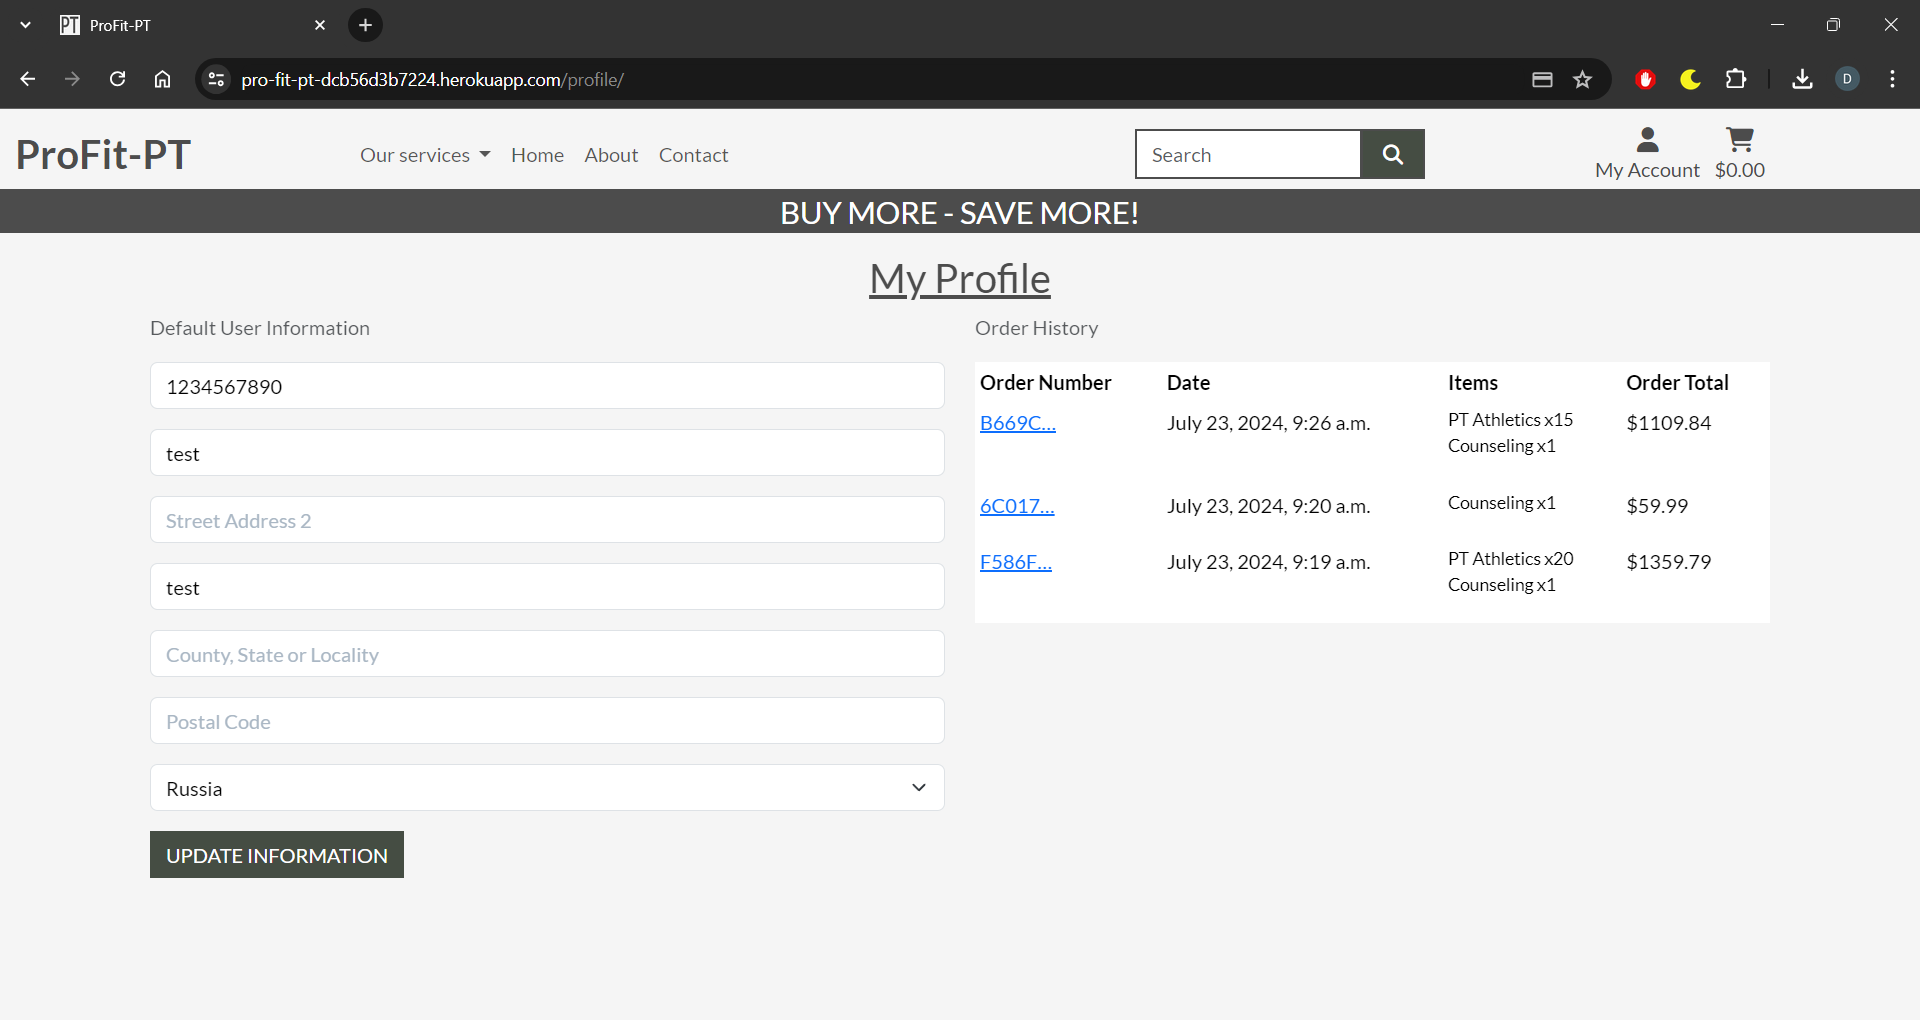 PT ProFit-PT
pro-fit-pt-dcb56d3b7224.herokuapp.com/profile/
D
ProFit-PT
Our services Home About Contact
Search
My Account $0.00
BUY MORE - SAVE MORE!
My Profile
Default User Information
1234567890
test
Street Address 2
test
County, State or Locality
Postal Code
Russia
UPDATE INFORMATION
Order History
Order Number Date Items Order Total
B669C... July 23, 2024, 9:26 a.m. PT Athletics x15 $1109.84
Counseling x1
6C017... July 23, 2024, 9:20 a.m. Counseling x1 $59.99
F586F... July 23, 2024, 9:19 a.m. PT Athletics x20 $1359.79
Counseling x1